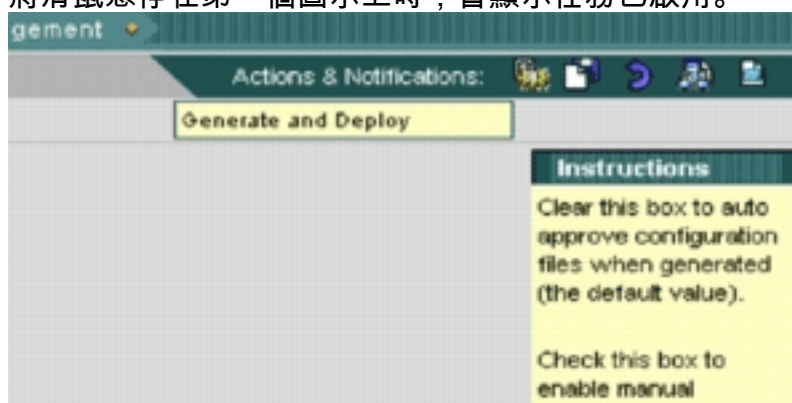 將滑鼠懸停在第一個圖示上時，會顯示任務已啟用。
gement
Actions & Notifications:
Generate and Deploy
Instructions
Clear this box to auto
approve configuration
files when generated
(the default value).
Check this box to
enable manual